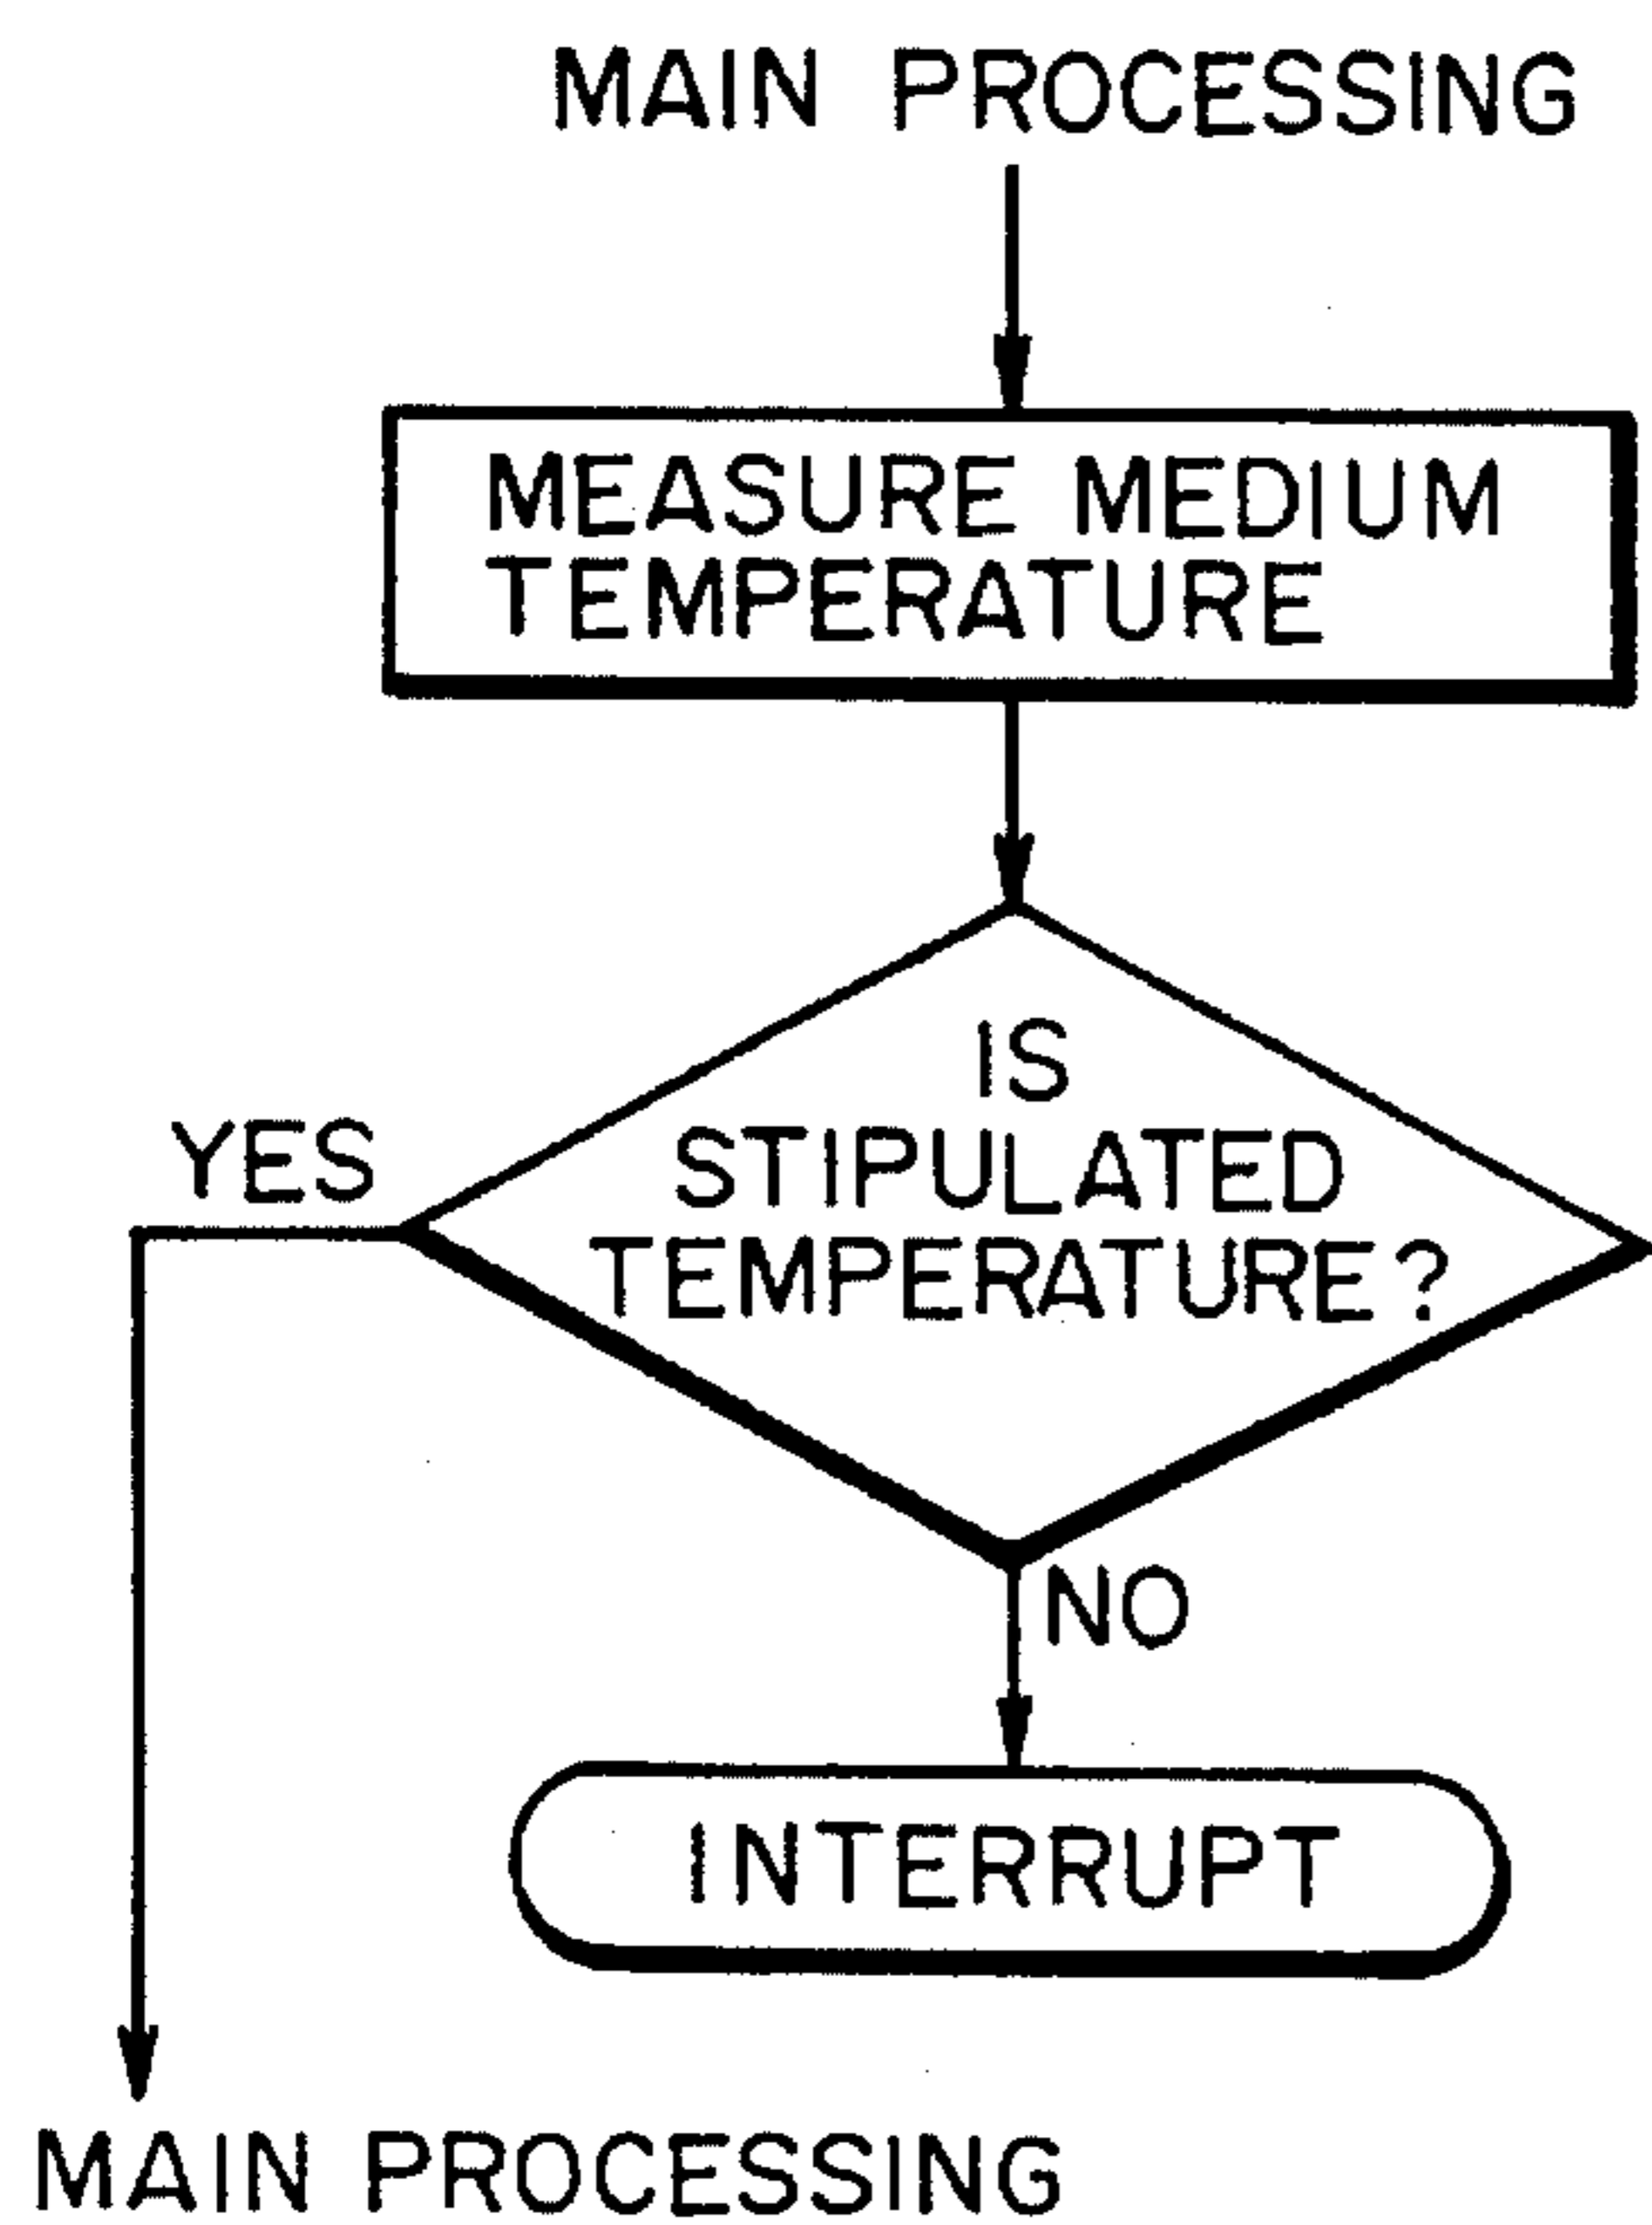 MAIN PROCESSING
MEASURE MEDIUM
TEMPERATURE
IS
STIPULATED
TEMPERATURE?
YES
NO
INTERRUPT
MAIN PROCESSING